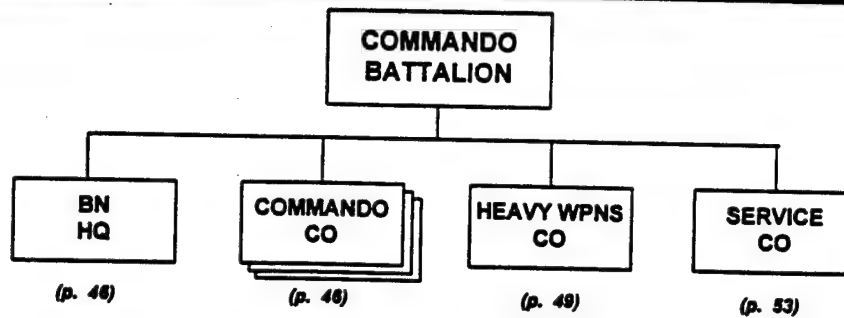 COMMANDO
BATTALION
BN
HQ
COMMANDO
CO
HEAVY WPNS
CO
SERVICE
CO
(p. 46)
(p. 46)
(p. 49)
(p. 53)